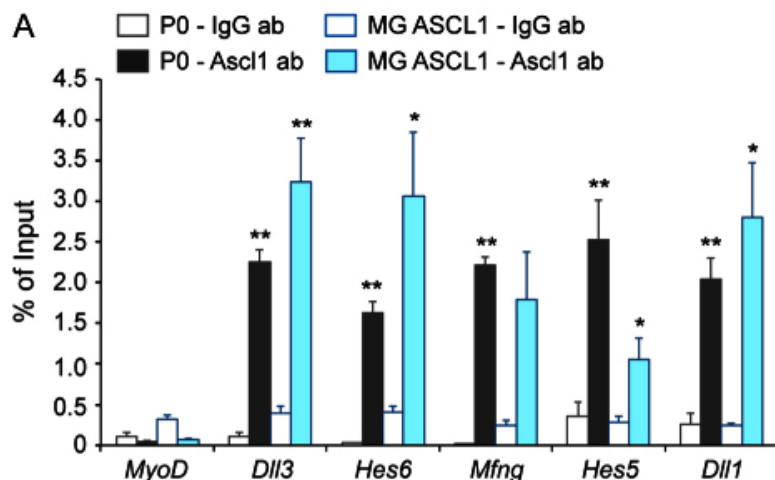 A
P0 - IgG ab MG ASCL1 - IgG ab
P0 - Ascl1 ab MG ASCL1 - Ascl1 ab
4.5
4.0
3.5
3.0
2.5
2.0
1.5
1.0
0.5
0
% of Input
** ** ** * ** ** * ** *
MyoD Dll3 Hes6 Mfng Hes5 Dll1